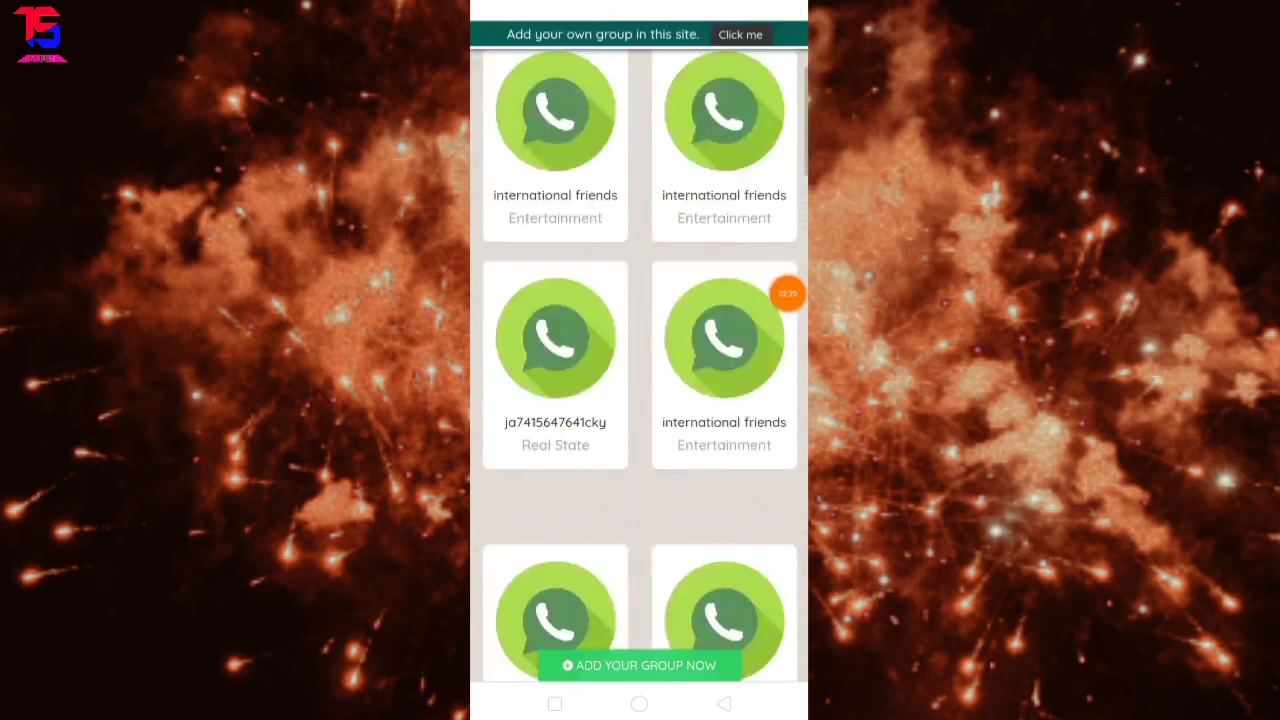 Add your own group in this site. Click me
international friends
Entertainment
international friends
Entertainment
ja7415647641cky
Real State
international friends
Entertainment
ADD YOUR GROUP NOW